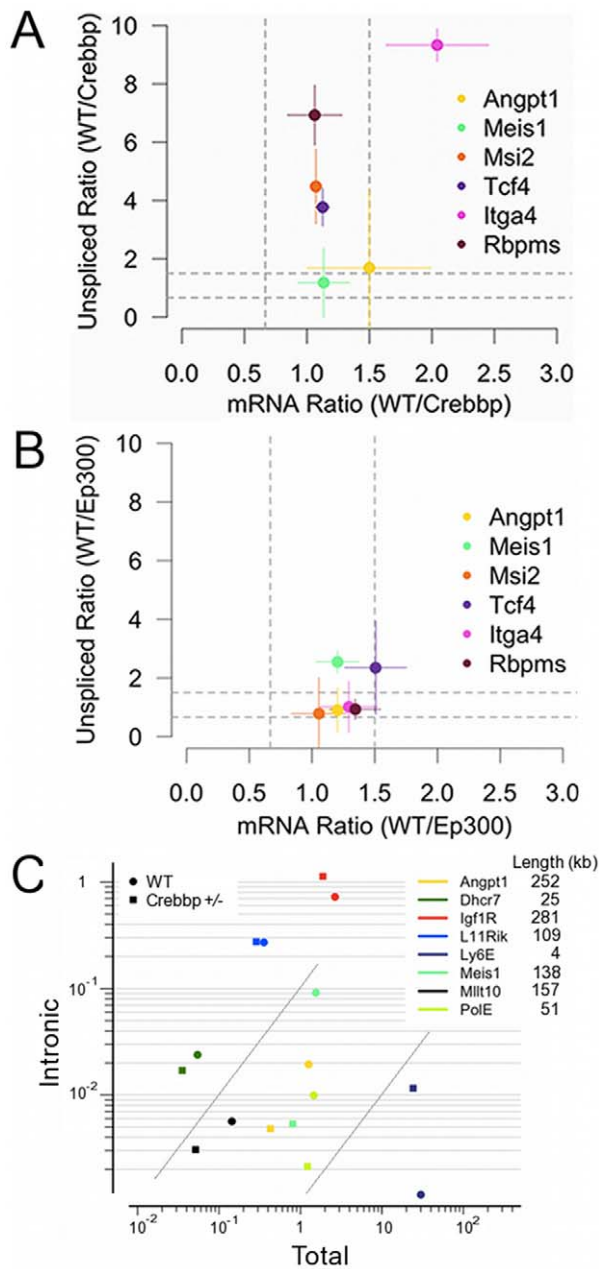 A
Unspliced Ratio (WT/Crebbp)
10
8
6
4
2
0
Angpt1
Meis1
Msi2
Tcf4
Itga4
Rbpms
0.0 0.5 1.0 1.5 2.0 2.5 3.0
mRNA Ratio (WT/Crebbp)
B
Unspliced Ratio (WT/Ep300)
10
8
6
4
2
0
Angpt1
Meis1
Msi2
Tcf4
Itga4
Rbpms
0.0 0.5 1.0 1.5 2.0 2.5 3.0
mRNA Ratio (WT/Ep300)
C
Intronic
1
10-1
10-2
WT
Crebbp +/-
Length (kb)
Angpt1 252
Dhcr7 25
Igf1R 281
L11Rik 109
Ly6E 4
Meis1 138
Mllt10 157
PolE 51
10-2 10-1 1 10 102
Total